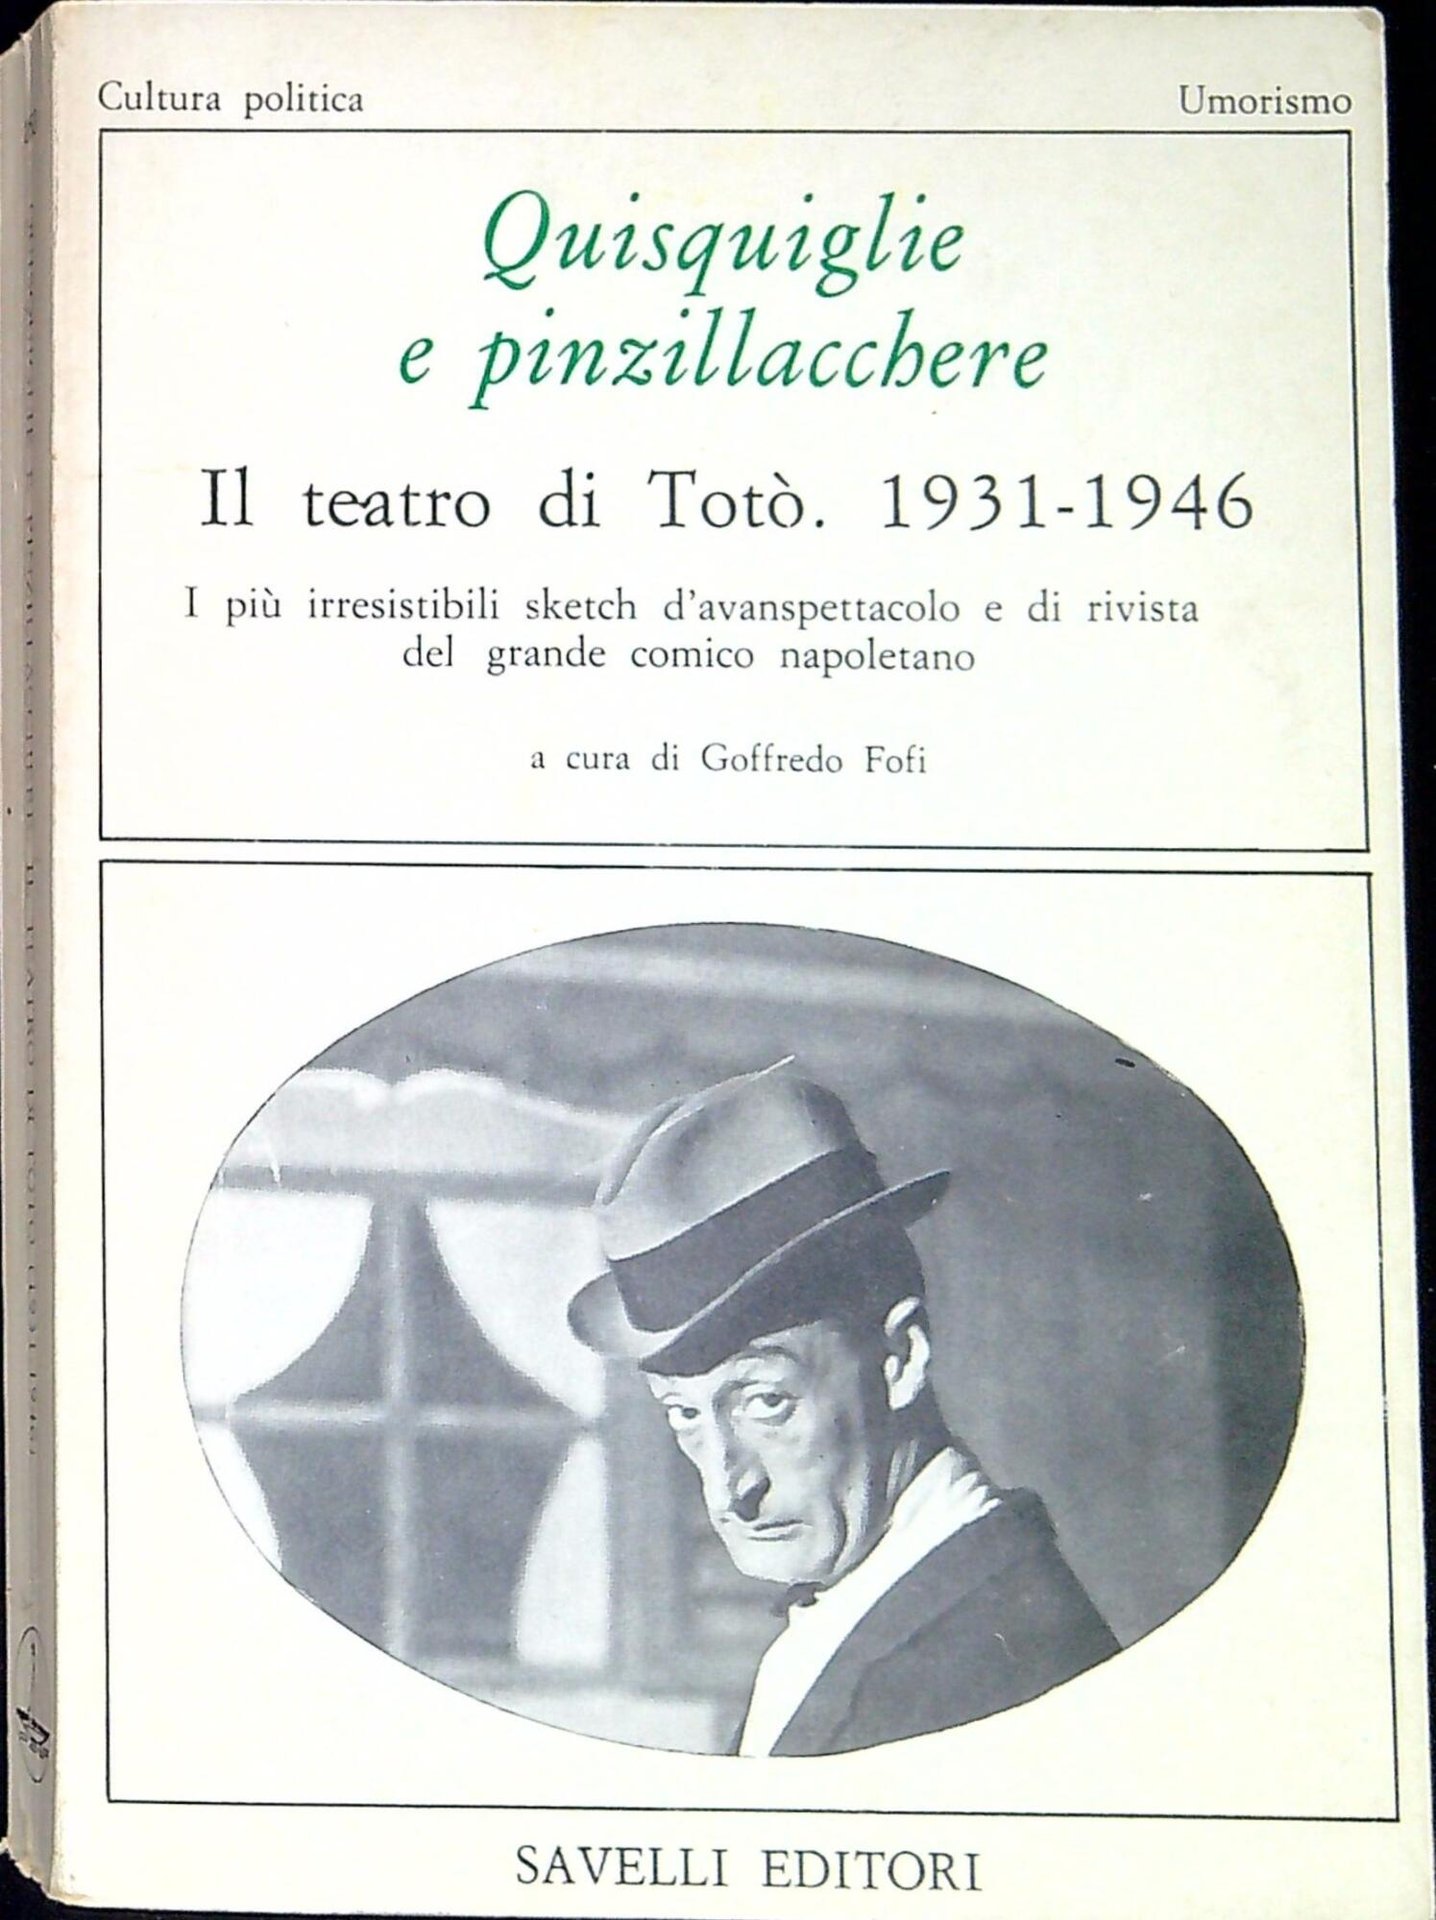 Cultura politica
Umorismo
Quisquiglie
e pinzillacchere
Il teatro di Totò. 1931-1946
I più irresistibili sketch d'avanspettacolo e di rivista
del grande comico napoletano
a cura di Goffredo Fofi
SAVELLI EDITORI